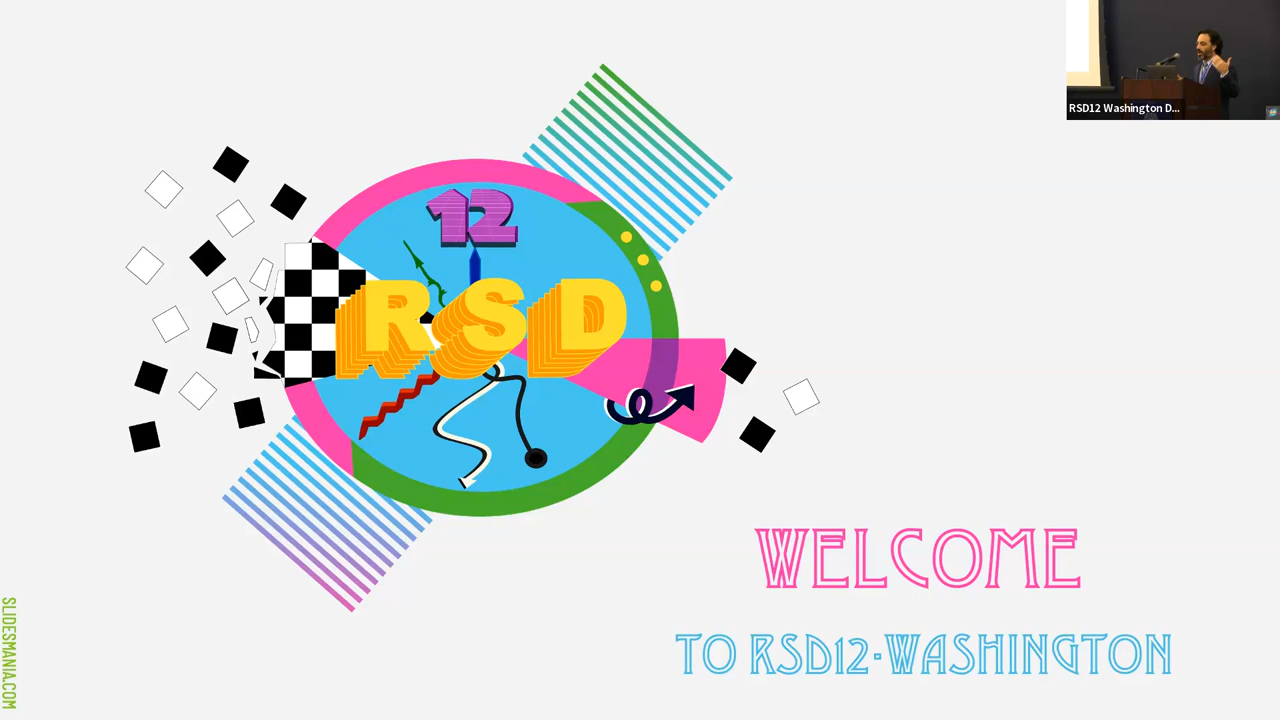 RSD12 Washington D...
12
RSD
WELCOME
TO RSD12·WASHINGTON
SLIDESMANIA.COM